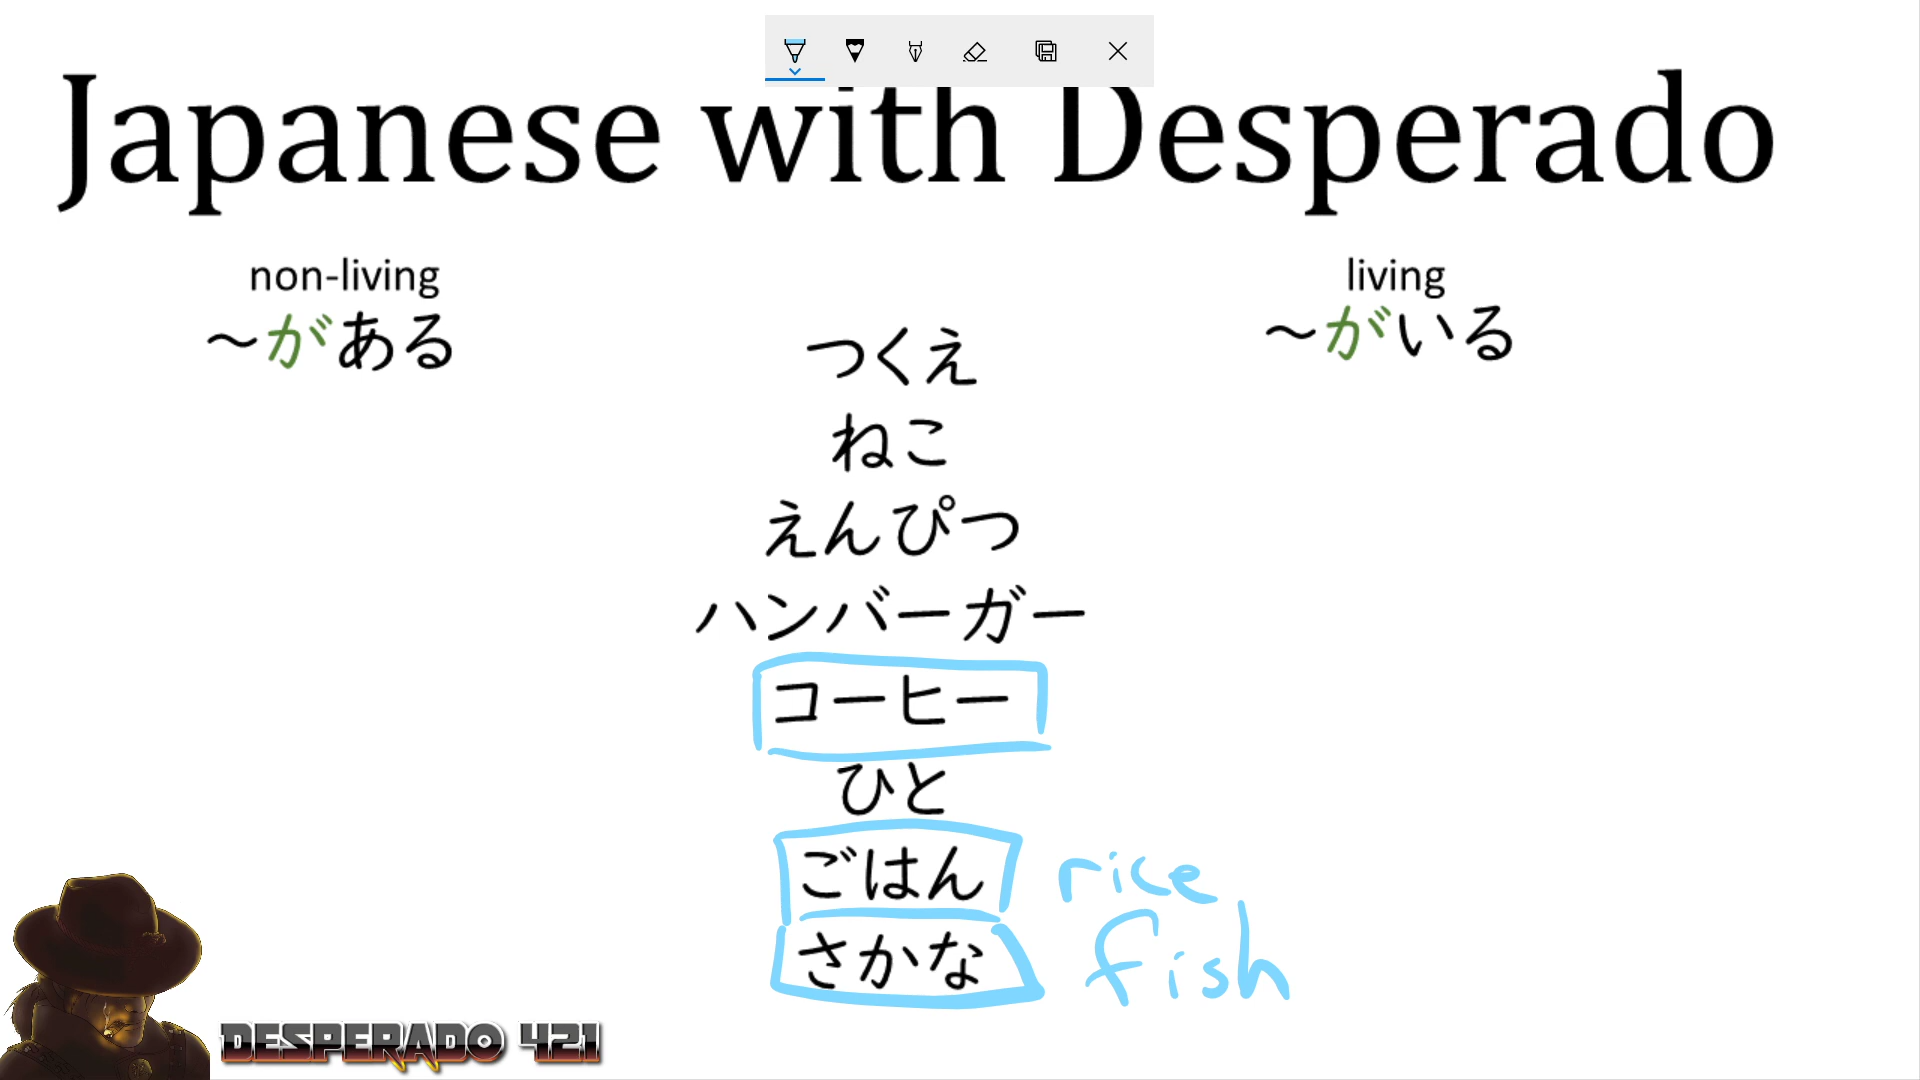 Japanese with Desperado
non-living
～がある
living
～がいる
つくえ
ねこ
えんぴつ
ハンバーガー
コーヒー
ひと
ごはん rice
さかな fish
DESPERADO 421